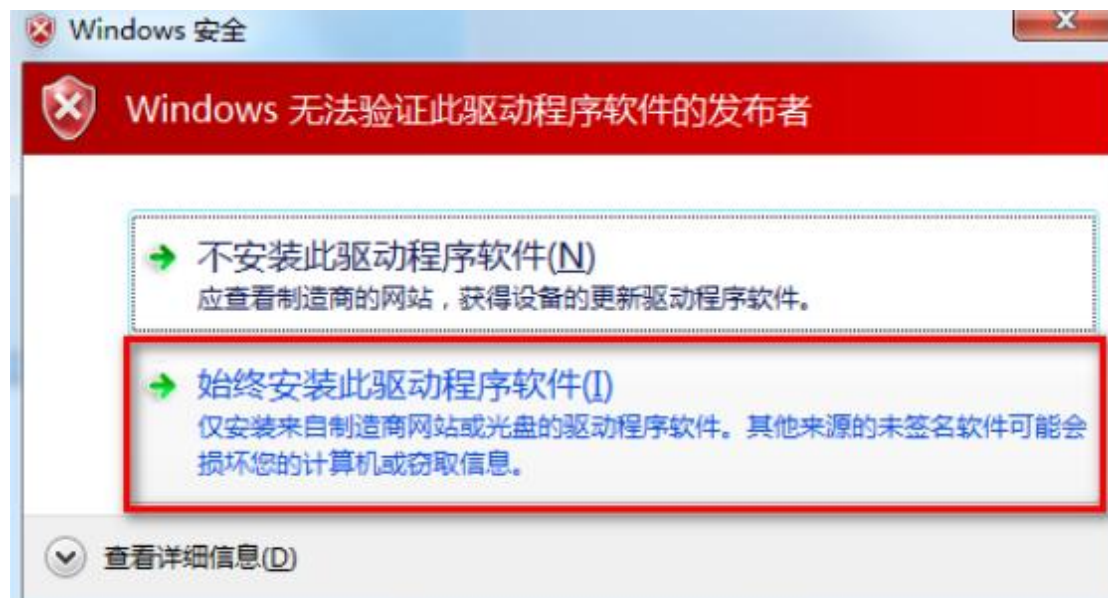 Windows 安全
Windows 无法验证此驱动程序软件的发布者
不安装此驱动程序软件(N)
应查看制造商的网站，获得设备的更新驱动程序软件。
始终安装此驱动程序软件(I)
仅安装来自制造商网站或光盘的驱动程序软件。其他来源的未签名软件可能会
损坏您的计算机或窃取信息。
查看详细信息(D)